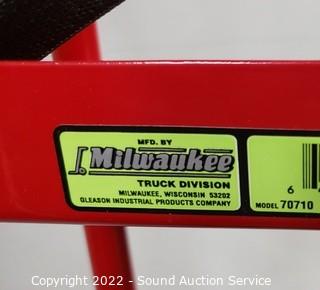 MFD. BY
Milwaukee
TRUCK DIVISION
MILWAUKEE, WISCONSIN 53202
GLEASON INDUSTRIAL PRODUCTS COMPANY
6
MODEL 70710
Copyright 2022 - Sound Auction Service